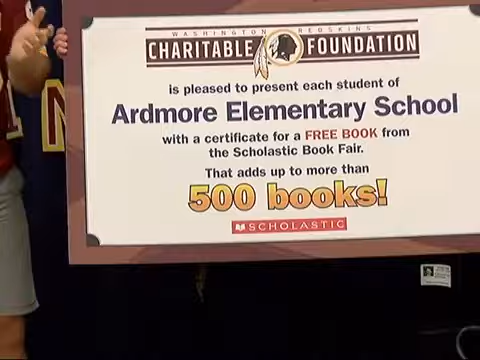 WASHINGTON REDSKINS
CHARITABLE FOUNDATION
is pleased to present each student of
Ardmore Elementary School
with a certificate for a FREE BOOK from
the Scholastic Book Fair.
That adds up to more than
500 books!
SCHOLASTIC